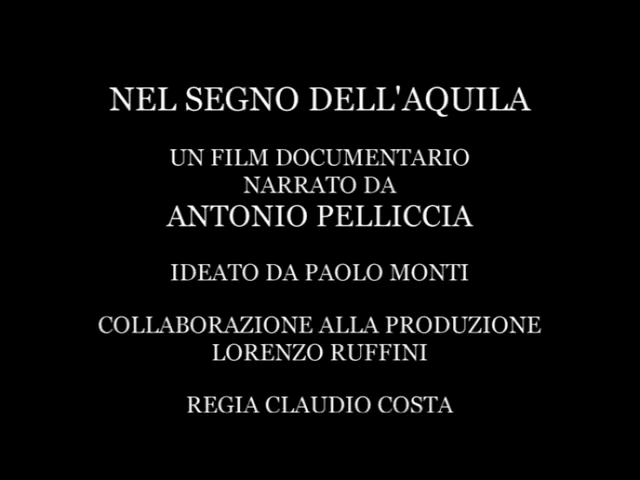 NEL SEGNO DELL'AQUILA
UN FILM DOCUMENTARIO
NARRATO DA
ANTONIO PELLICCIA
IDEATO DA PAOLO MONTI
COLLABORAZIONE ALLA PRODUZIONE
LORENZO RUFFINI
REGIA CLAUDIO COSTA